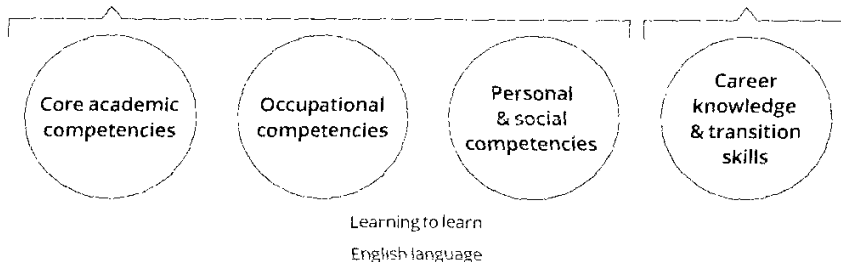 Core academic
competencies
Occupational
competencies
Personal
& social
competencies
Career
knowledge
& transition
skills
Learning to learn
English language